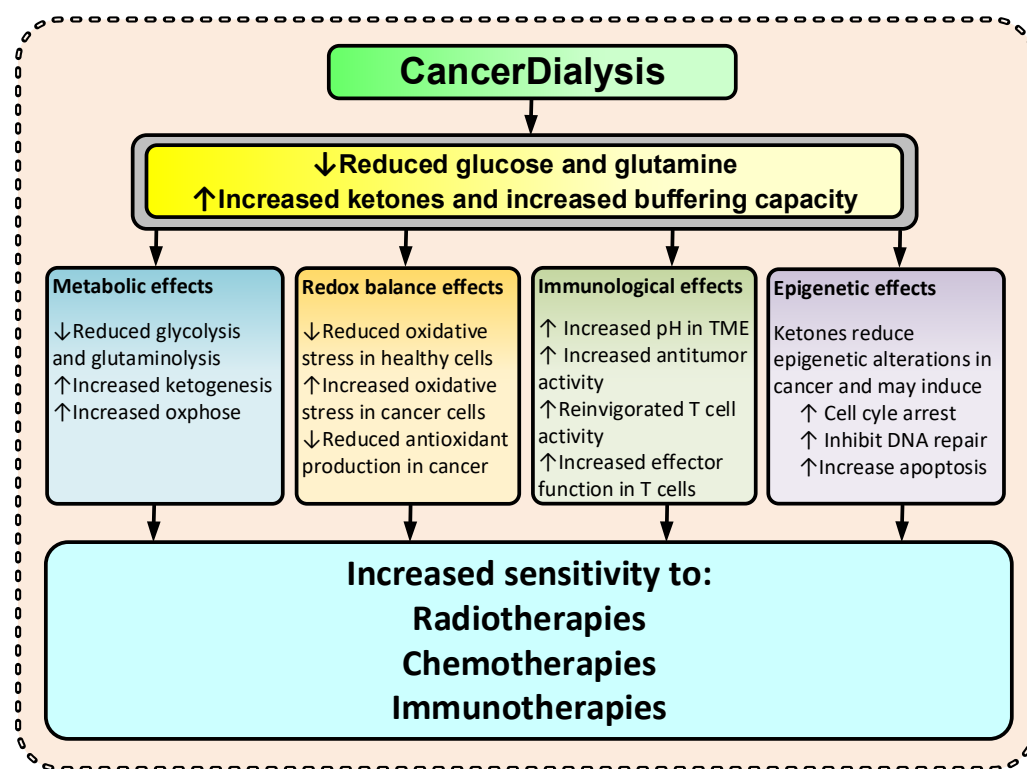 CancerDialysis
↓Reduced glucose and glutamine
↑Increased ketones and increased buffering capacity
Metabolic effects
↓Reduced glycolysis
and glutaminolysis
↑Increased ketogenesis
↑Increased oxphose
Redox balance effects
↓Reduced oxidative
stress in healthy cells
↑Increased oxidative
stress in cancer cells
↓Reduced antioxidant
production in cancer
Immunological effects
↑ Increased pH in TME
↑ Increased antitumor
activity
↑Reinvigorated T cell
activity
↑Increased effector
function in T cells
Epigenetic effects
Ketones reduce
epigenetic alterations in
cancer and may induce
↑ Cell cyle arrest
↑ Inhibit DNA repair
↑Increase apoptosis
Increased sensitivity to:
Radiotherapies
Chemotherapies
Immunotherapies